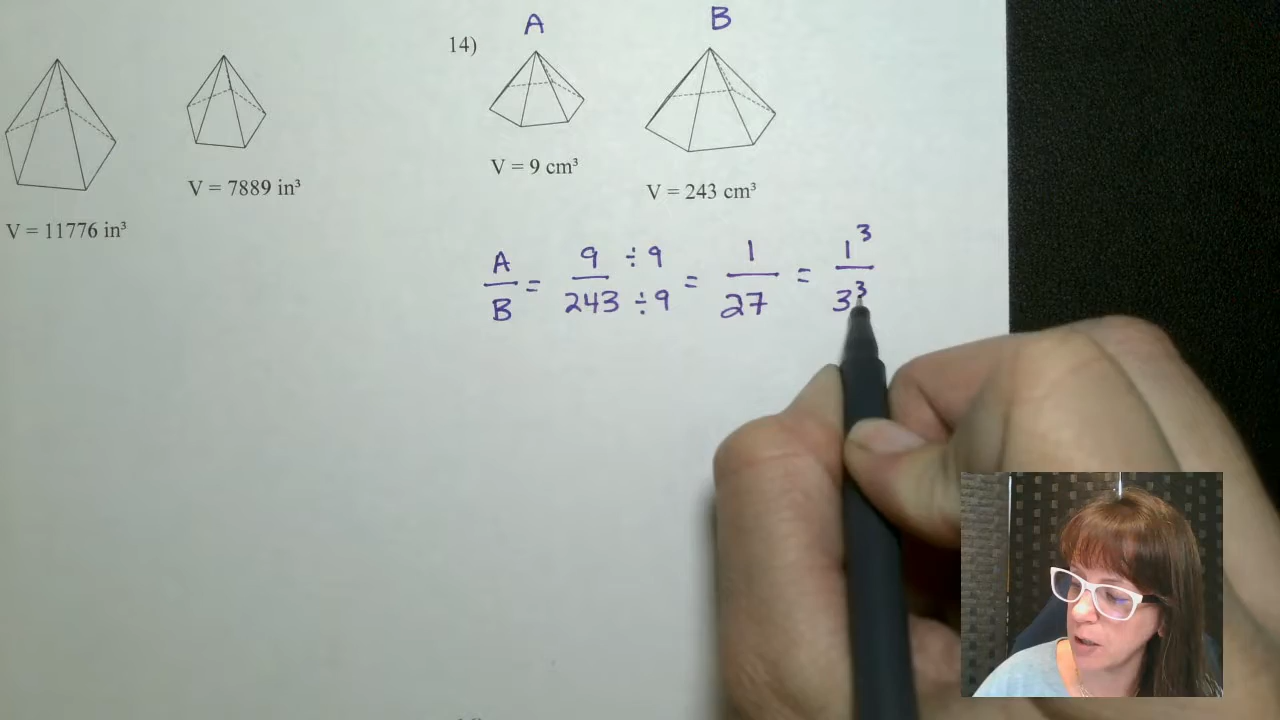 A B
14)
V = 9 cm³
V = 7889 in³
V = 243 cm³
V = 11776 in³
A/B = 9 ÷ 9 / 243 ÷ 9 = 1/27 = 1³/3³